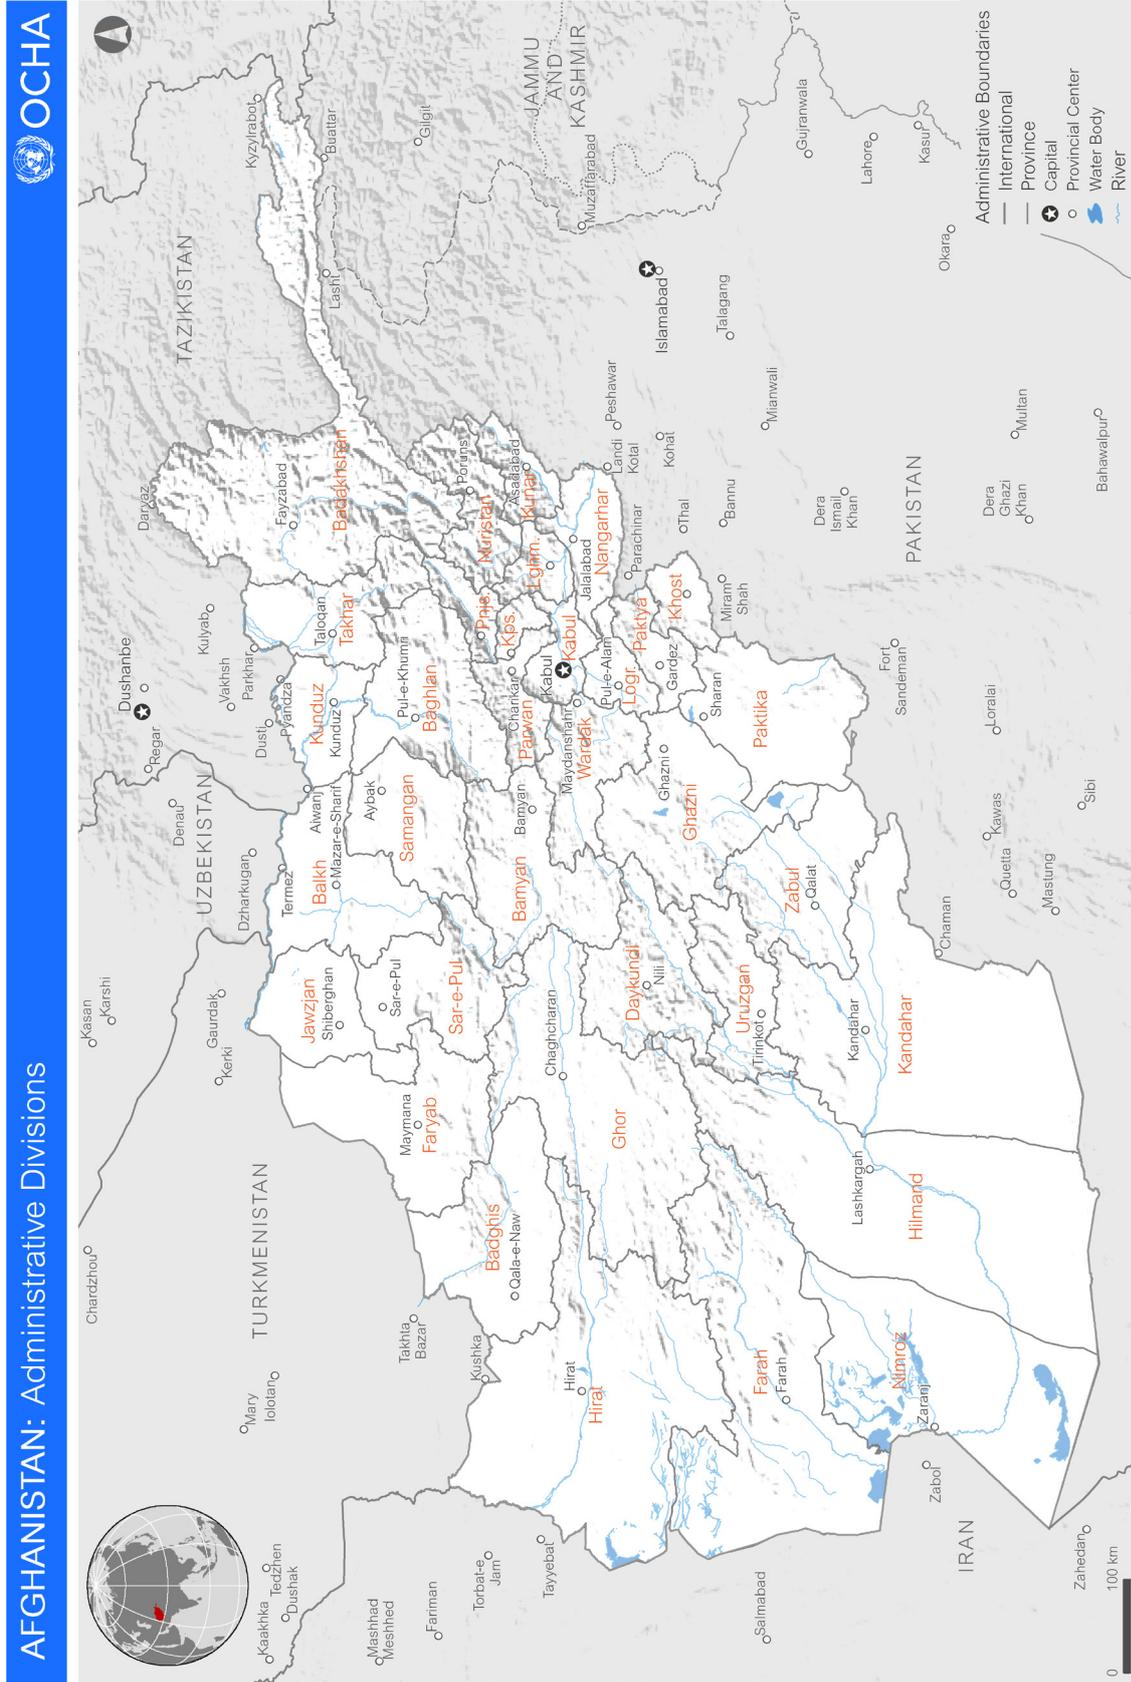 AFGHANISTAN: Administrative Divisions
OCHA
Kasan
Karshi
Chardzhou
Mary
Iolotan
Kaakhka
Tedzhen
Dushak
Mashhad
Meshhed
Fariman
Torbat-e
Jam
Tayyebat
Salmabad
Zahedan
IRAN
Zabol
TURKMENISTAN
Takhta
Bazar
Kushka
Gaurdak
Kerki
Dzharkugan
UZBEKISTAN
Denau
Termez
Regar
Dushanbe
Dusti
Pyandza
Vakhsh
Parkhar
Kulyab
Aiwanj
Daryaz
TAZIKISTAN
Kyzylrabot
Buattar
Lasht
Gilgit
JAMMU
AND
KASHMIR
Muzaffarabad
Gujranwala
Lahore
Kasur
Okara
Islamabad
Talagang
Mianwali
Peshawar
Landi
Kotal
Kohat
Parachinar
Thal
Bannu
Miram
Shah
Dera
Ismail
Khan
Dera
Ghazi
Khan
Multan
Bahawalpur
PAKISTAN
Fort
Sandeman
Loralai
Sibi
Kawas
Quetta
Mastung
Chaman
Badakhshan
Fayzabad
Takhar
Taloqan
Kunduz
Kunduz
Baghlan
Pul-e-Khumri
Balkh
Mazar-e-Sharif
Samangan
Aybak
Jawzjan
Shiberghan
Sar-e-Pul
Sar-e-Pul
Faryab
Maymana
Badghis
Qala-e-Naw
Hirat
Hirat
Ghor
Chaghcharan
Bamyan
Bamyan
Daykundi
Nili
Uruzgan
Tirinkot
Parwan
Charikar
Wardak
Maydanshahr
Kabul
Kabul
Kps.
Pnjs.
Nuristan
Poruns
Kunar
Asadabad
Lghm.
Nangarhar
Jalalabad
Logr.
Pul-e-Alam
Paktya
Gardez
Khost
Paktika
Sharan
Ghazni
Ghazni
Zabul
Qalat
Kandahar
Kandahar
Hilmand
Lashkargah
Farah
Farah
Nimroz
Zaranj
Administrative Boundaries
International
Province
Capital
Provincial Center
Water Body
River
0
100 km